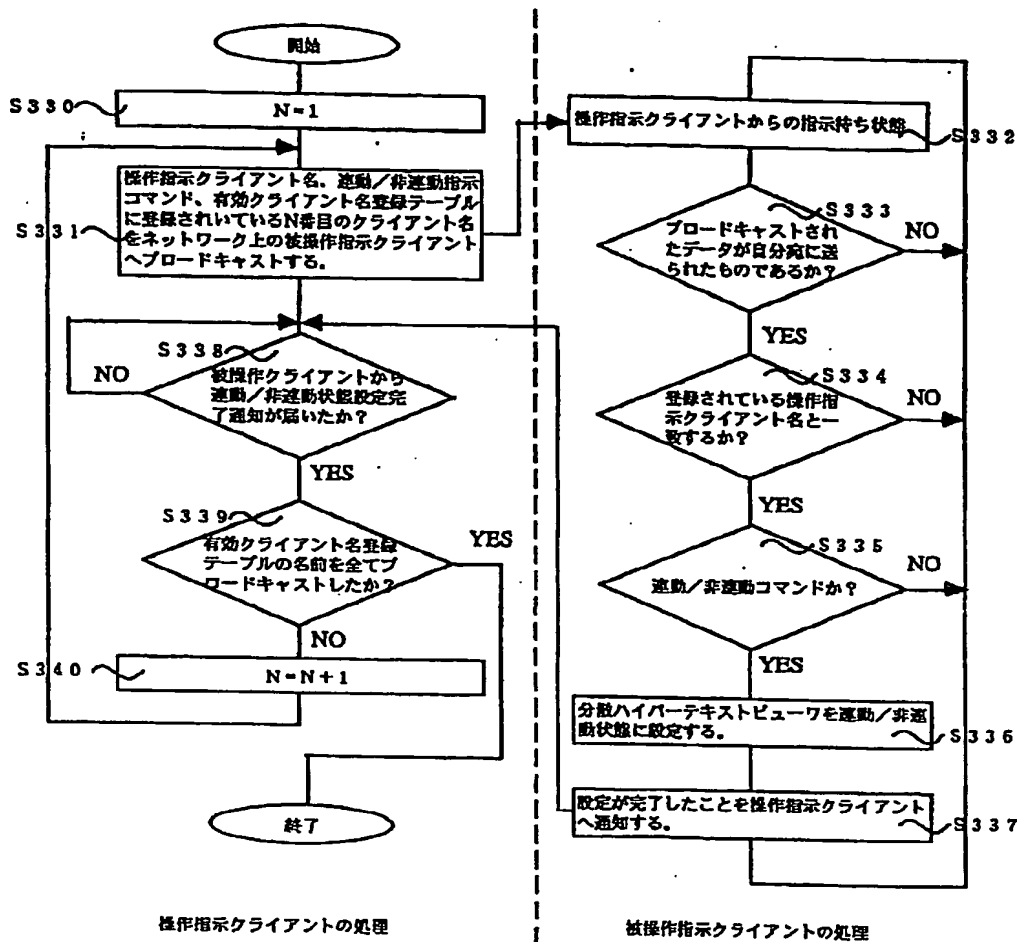 開始
S330
N=1
S331
操作指示クライアント名、連動／非連動指示
コマンド、有効クライアント名登録テーブル
に登録されいているN番目のクライアント名
をネットワーク上の被操作指示クライアント
へブロードキャストする。
S338
NO
被操作クライアントから
連動／非連動状態設定完
了通知が届いたか？
YES
S339
有効クライアント名登録
テーブルの名前を全てブ
ロードキャストしたか？
YES
NO
S340
N=N+1
終了
操作指示クライアントの処理
操作指示クライアントからの指示待ち状態
S332
S333
ブロードキャストされ
たデータが自分宛に送
られたものであるか？
NO
YES
S334
登録されている操作指
示クライアント名と一
致するか？
NO
YES
S335
連動／非連動コマンドか？
NO
YES
分散ハイパーテキストビューワを連動／非連
動状態に設定する。
S336
設定が完了したことを操作指示クライアント
へ通知する。
S337
被操作指示クライアントの処理